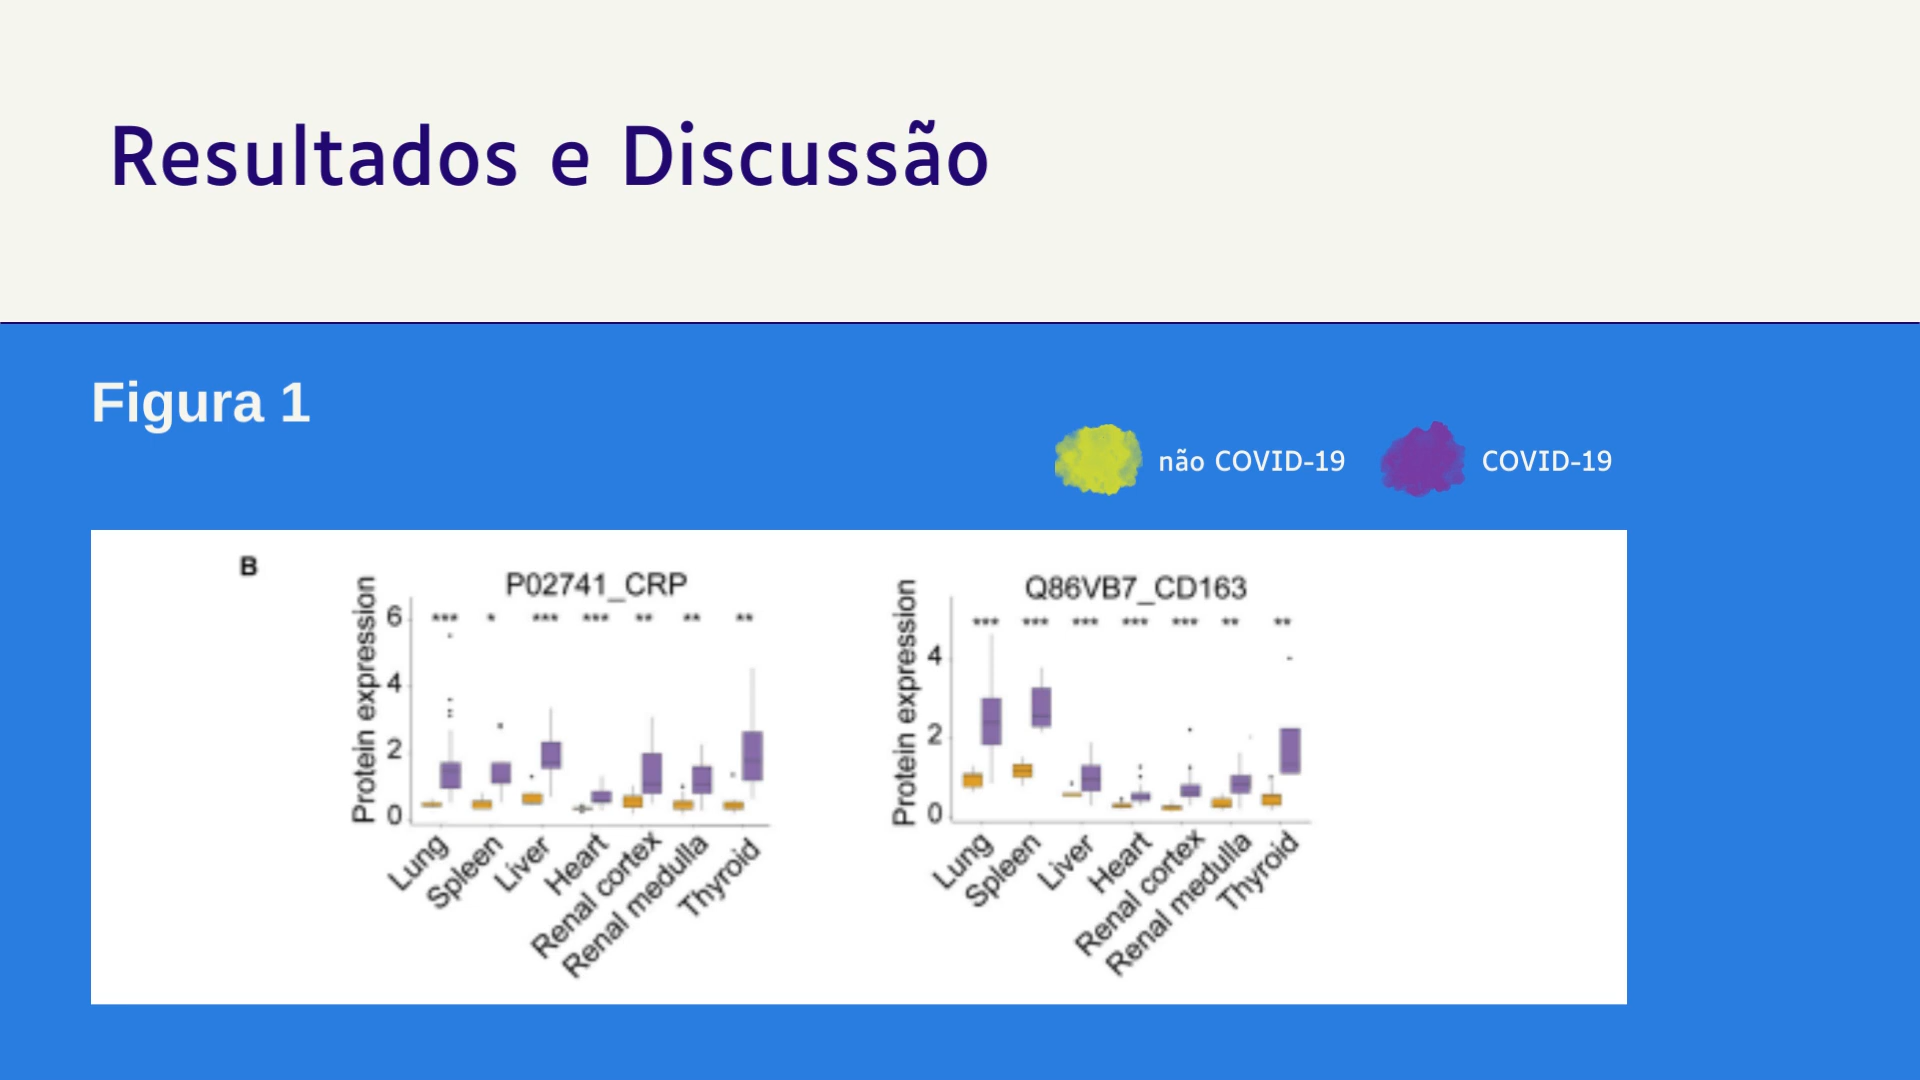 Resultados e Discussão
Figura 1
não COVID-19 COVID-19
B
P02741_CRP
Protein expression
6
4
2
0
*** * *** *** ** ** **
Lung
Spleen
Liver
Heart
Renal cortex
Renal medulla
Thyroid
Q86VB7_CD163
Protein expression
4
2
0
*** *** *** *** *** ** **
Lung
Spleen
Liver
Heart
Renal cortex
Renal medulla
Thyroid